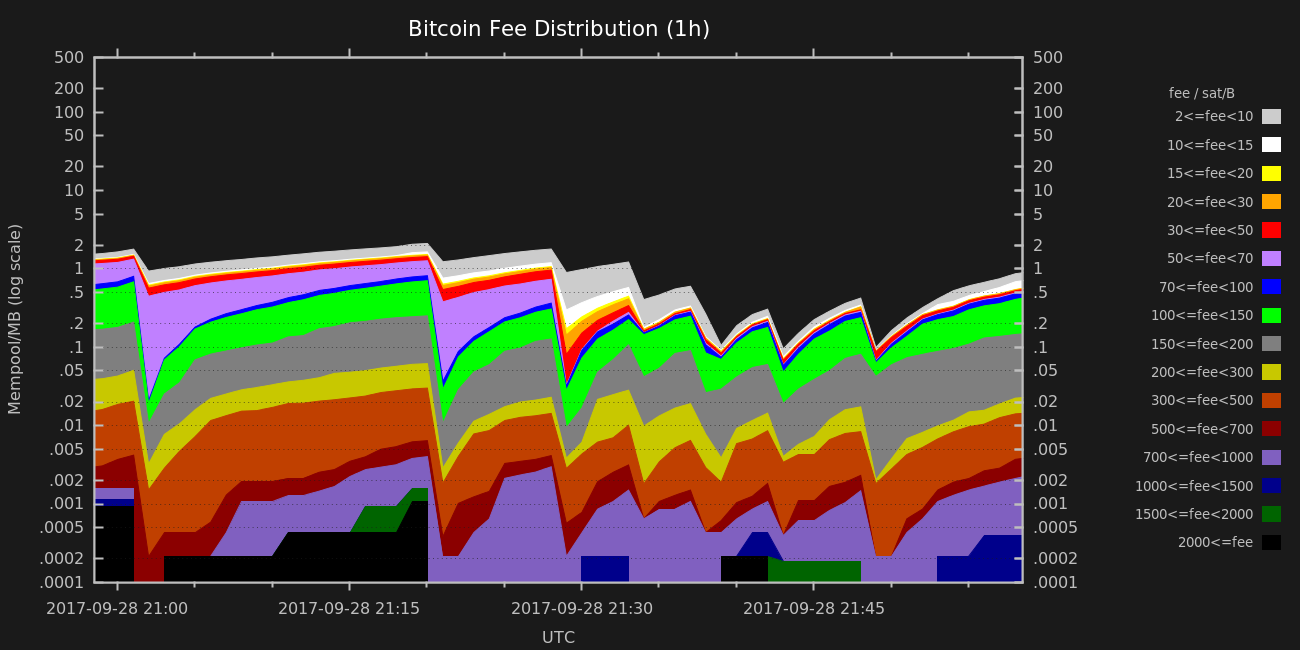 Bitcoin Fee Distribution (1h)
Mempool/MB (log scale)
500
200
100
50
20
10
5
2
1
.5
.2
.1
.05
.02
.01
.005
.002
.001
.0005
.0002
.0001
500
200
100
50
20
10
5
2
1
.5
.2
.1
.05
.02
.01
.005
.002
.001
.0005
.0002
.0001
fee / sat/B
2<=fee<10
10<=fee<15
15<=fee<20
20<=fee<30
30<=fee<50
50<=fee<70
70<=fee<100
100<=fee<150
150<=fee<200
200<=fee<300
300<=fee<500
500<=fee<700
700<=fee<1000
1000<=fee<1500
1500<=fee<2000
2000<=fee
2017-09-28 21:00 2017-09-28 21:15 2017-09-28 21:30 2017-09-28 21:45
UTC